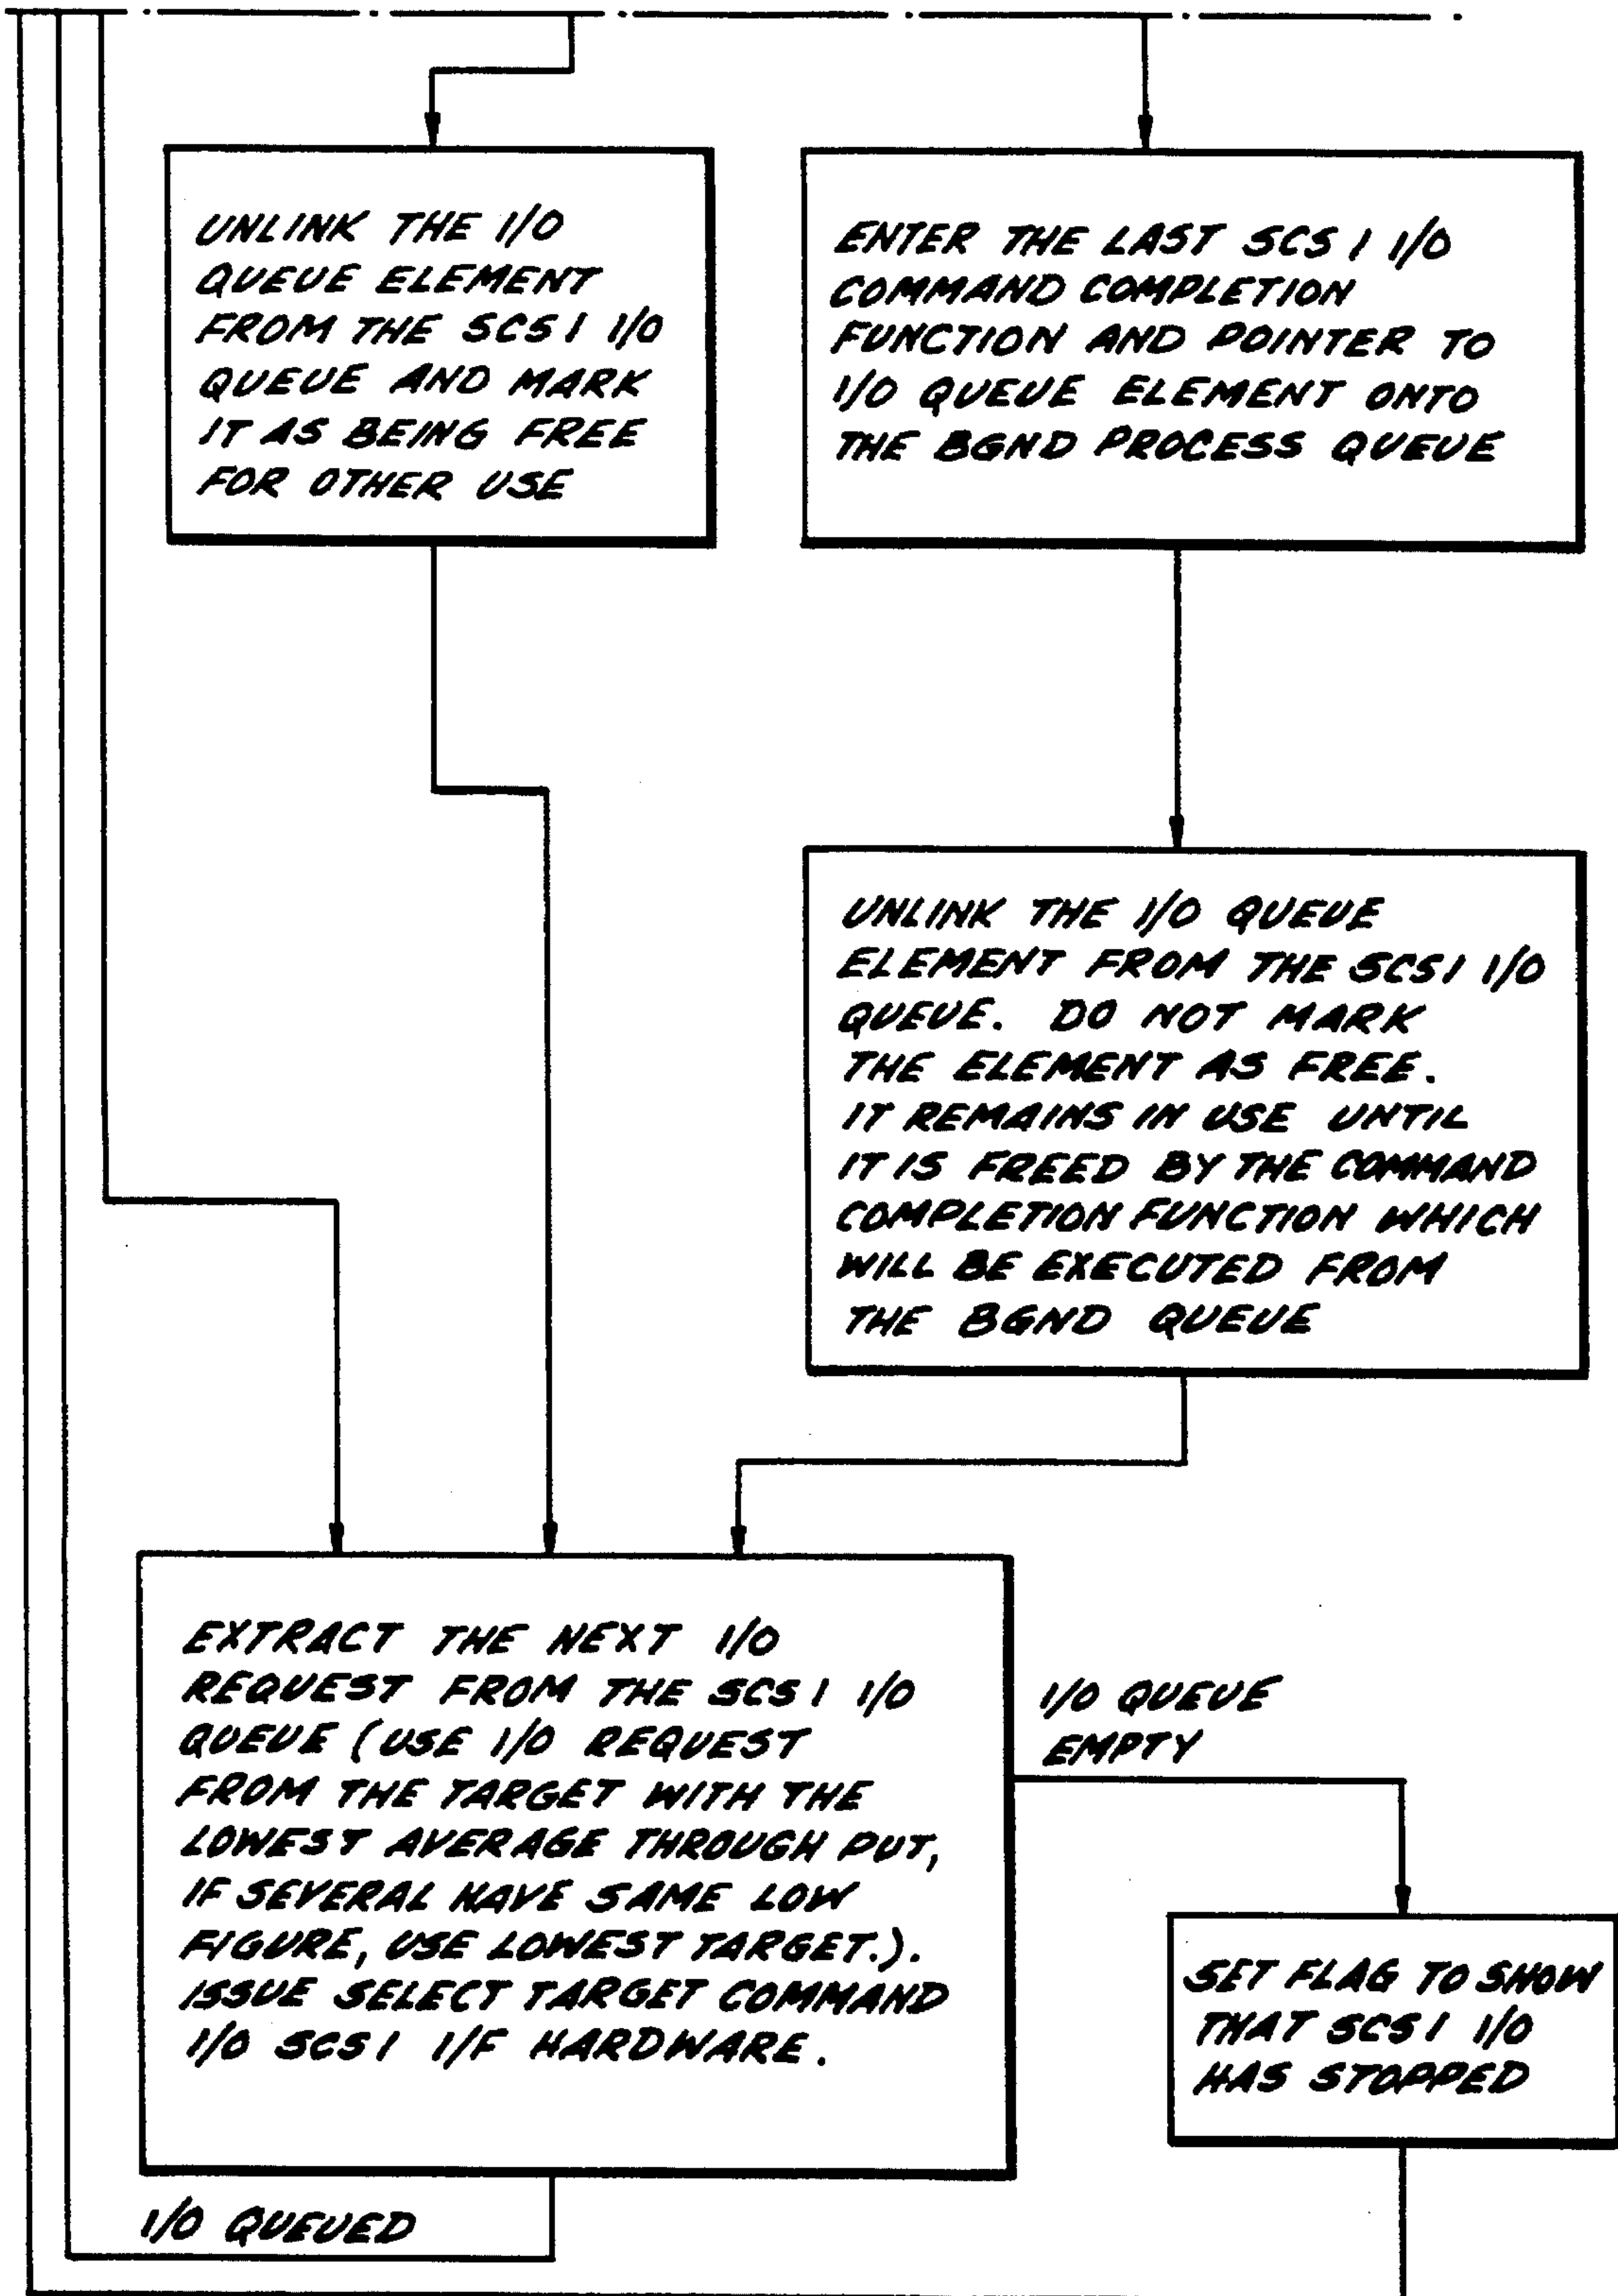 UNLINK THE I/O
QUEUE ELEMENT
FROM THE SCSI I/O
QUEUE AND MARK
IT AS BEING FREE
FOR OTHER USE
ENTER THE LAST SCSI I/O
COMMAND COMPLETION
FUNCTION AND POINTER TO
I/O QUEUE ELEMENT ONTO
THE BGND PROCESS QUEUE
UNLINK THE I/O QUEUE
ELEMENT FROM THE SCSI I/O
QUEUE. DO NOT MARK
THE ELEMENT AS FREE.
IT REMAINS IN USE UNTIL
IT IS FREED BY THE COMMAND
COMPLETION FUNCTION WHICH
WILL BE EXECUTED FROM
THE BGND QUEUE
EXTRACT THE NEXT I/O
REQUEST FROM THE SCSI I/O
QUEUE (USE I/O REQUEST
FROM THE TARGET WITH THE
LOWEST AVERAGE THROUGH PUT,
IF SEVERAL HAVE SAME LOW
FIGURE, USE LOWEST TARGET.).
ISSUE SELECT TARGET COMMAND
I/O SCSI I/F HARDWARE.
I/O QUEUE
EMPTY
SET FLAG TO SHOW
THAT SCSI I/O
HAS STOPPED
I/O QUEUED